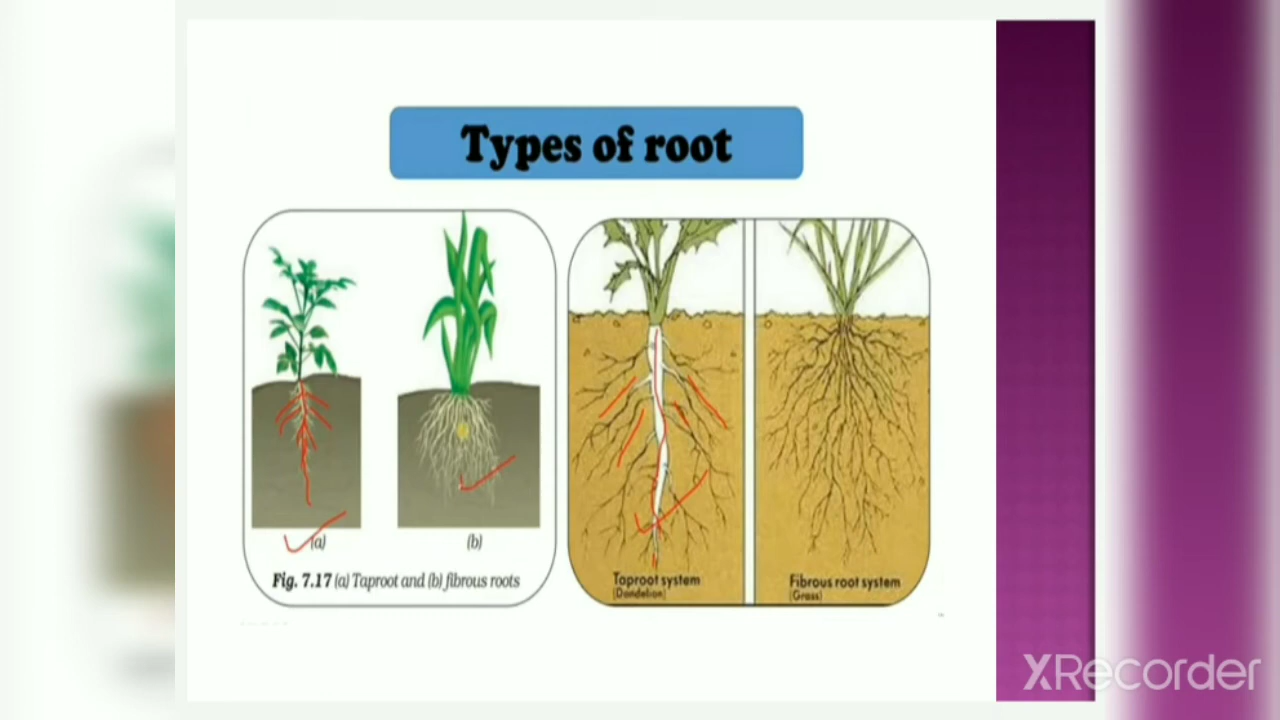 Types of root
(a)
(b)
Fig. 7.17 (a) Taproot and (b) fibrous roots
Taproot system
(Dandelion)
Fibrous root system
(Grass)
XRecorder